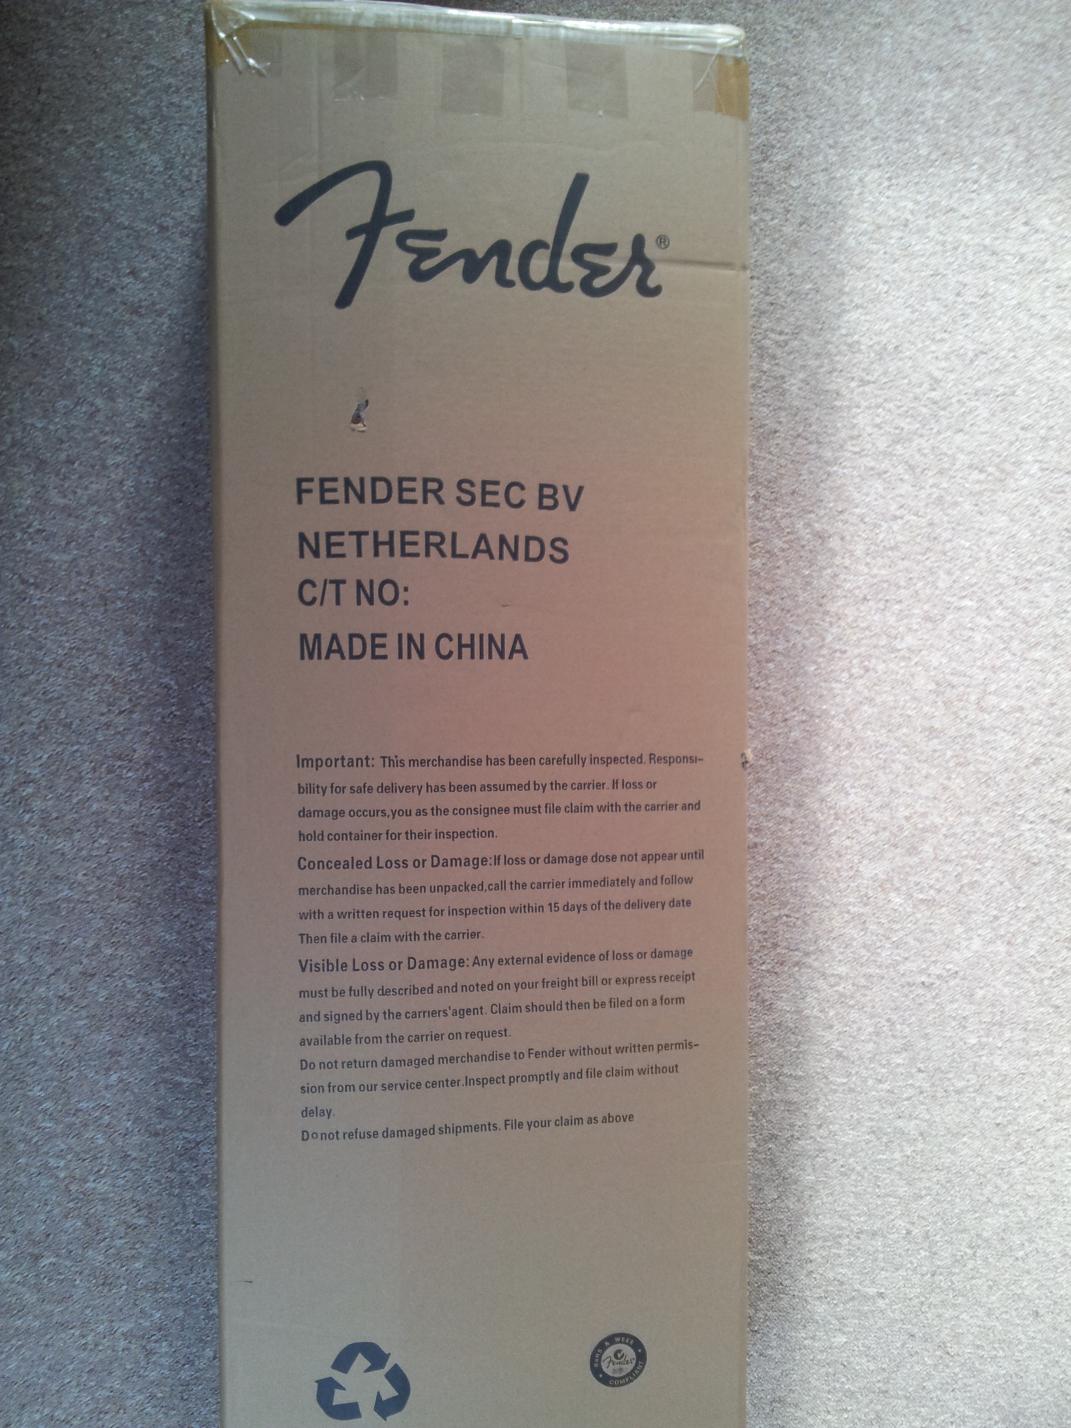 Fender®
FENDER SEC BV
NETHERLANDS
C/T NO:
MADE IN CHINA
Important: This merchandise has been carefully inspected. Responsi-
bility for safe delivery has been assumed by the carrier. If loss or
damage occurs,you as the consignee must file claim with the carrier and
hold container for their inspection.
Concealed Loss or Damage:If loss or damage dose not appear until
merchandise has been unpacked,call the carrier immediately and follow
with a written request for inspection within 15 days of the delivery date
Then file a claim with the carrier.
Visible Loss or Damage: Any external evidence of loss or damage
must be fully described and noted on your freight bill or express receipt
and signed by the carriers'agent. Claim should then be filed on a form
available from the carrier on request.
Do not return damaged merchandise to Fender without written permis-
sion from our service center.Inspect promptly and file claim without
delay.
Do not refuse damaged shipments. File your claim as above
& WEEE
Fender
COMPLIANT